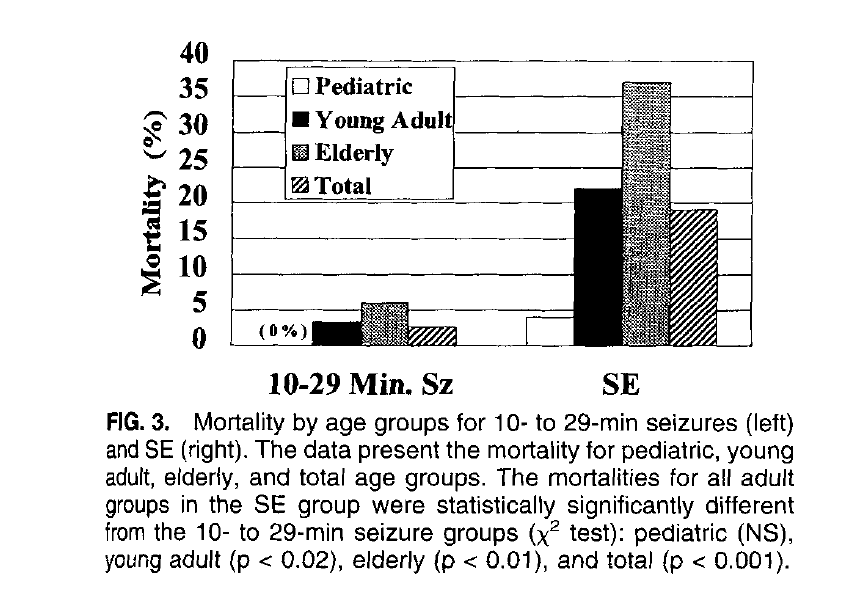 40
35
30
25
20
15
10
5
0
Mortality (%)
Pediatric
Young Adult
Elderly
Total
(0%)
10-29 Min. Sz
SE
FIG. 3. Mortality by age groups for 10- to 29-min seizures (left)
and SE (right). The data present the mortality for pediatric, young
adult, elderly, and total age groups. The mortalities for all adult
groups in the SE group were statistically significantly different
from the 10- to 29-min seizure groups (χ² test): pediatric (NS),
young adult (p < 0.02), elderly (p < 0.01), and total (p < 0.001).